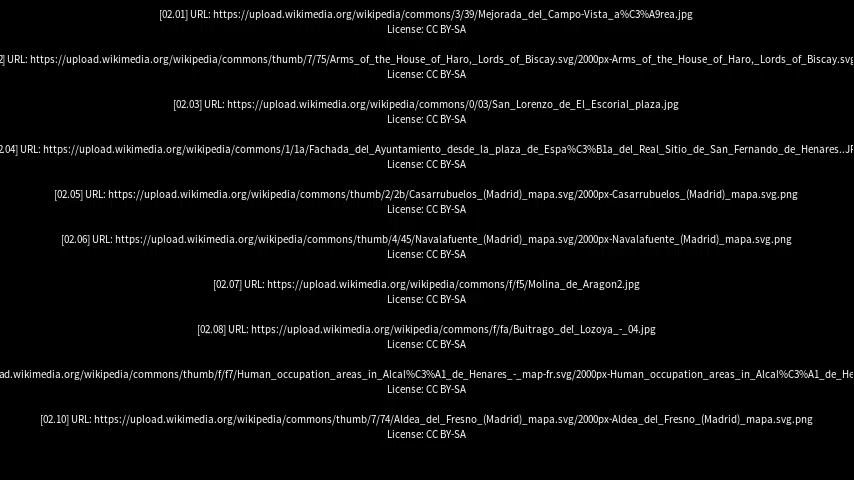 [02.01] URL: https://upload.wikimedia.org/wikipedia/commons/3/39/Mejorada_del_Campo-Vista_a%C3%A9rea.jpg
License: CC BY-SA
2] URL: https://upload.wikimedia.org/wikipedia/commons/thumb/7/75/Arms_of_the_House_of_Haro,_Lords_of_Biscay.svg/2000px-Arms_of_the_House_of_Haro,_Lords_of_Biscay.svg
License: CC BY-SA
[02.03] URL: https://upload.wikimedia.org/wikipedia/commons/0/03/San_Lorenzo_de_El_Escorial_plaza.jpg
License: CC BY-SA
2.04] URL: https://upload.wikimedia.org/wikipedia/commons/1/1a/Fachada_del_Ayuntamiento_desde_la_plaza_de_Espa%C3%B1a_del_Real_Sitio_de_San_Fernando_de_Henares..JP
License: CC BY-SA
[02.05] URL: https://upload.wikimedia.org/wikipedia/commons/thumb/2/2b/Casarrubuelos_(Madrid)_mapa.svg/2000px-Casarrubuelos_(Madrid)_mapa.svg.png
License: CC BY-SA
[02.06] URL: https://upload.wikimedia.org/wikipedia/commons/thumb/4/45/Navalafuente_(Madrid)_mapa.svg/2000px-Navalafuente_(Madrid)_mapa.svg.png
License: CC BY-SA
[02.07] URL: https://upload.wikimedia.org/wikipedia/commons/f/f5/Molina_de_Aragon2.jpg
License: CC BY-SA
[02.08] URL: https://upload.wikimedia.org/wikipedia/commons/f/fa/Buitrago_del_Lozoya_-_04.jpg
License: CC BY-SA
ad.wikimedia.org/wikipedia/commons/thumb/f/f7/Human_occupation_areas_in_Alcal%C3%A1_de_Henares_-_map-fr.svg/2000px-Human_occupation_areas_in_Alcal%C3%A1_de_He
License: CC BY-SA
[02.10] URL: https://upload.wikimedia.org/wikipedia/commons/thumb/7/74/Aldea_del_Fresno_(Madrid)_mapa.svg/2000px-Aldea_del_Fresno_(Madrid)_mapa.svg.png
License: CC BY-SA